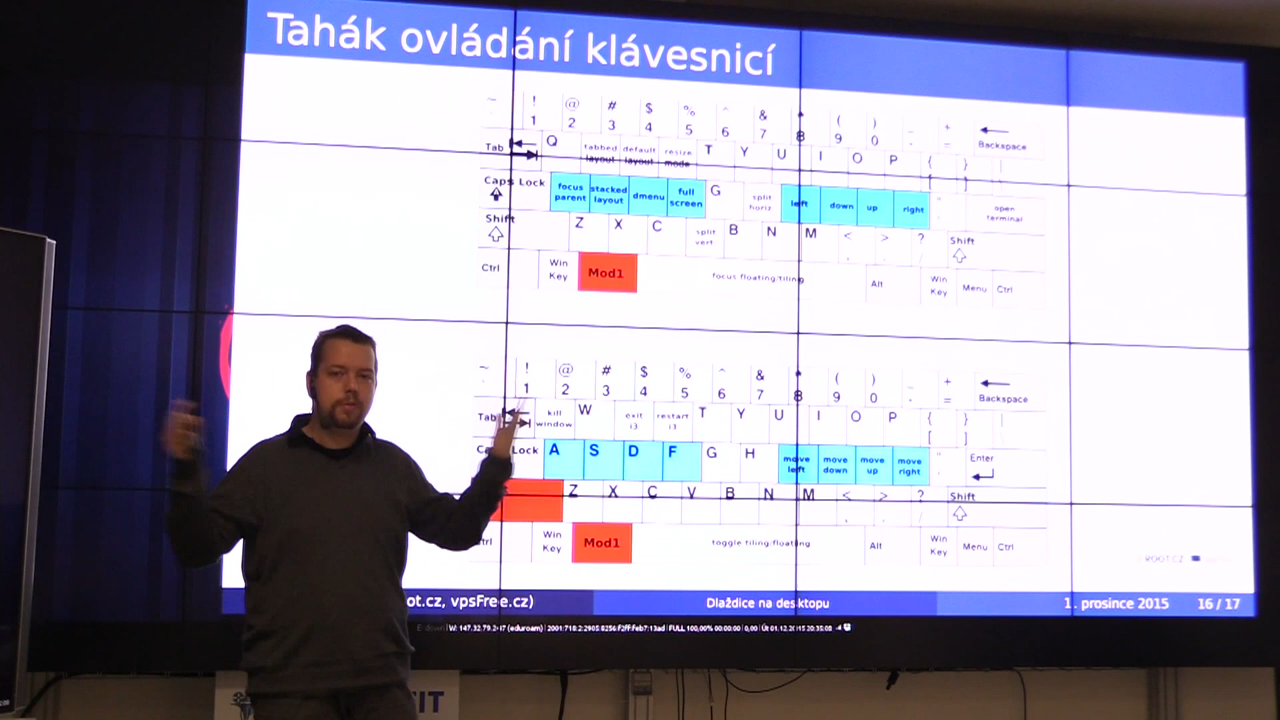 Tahák ovládání klávesnicí
~ ! @ # $ % ^ & * ( ) _ +
1 2 3 4 5 6 7 8 9 0 - = Backspace
Tab Q tabbed layout default layout resize mode T Y U I O P { } |
[ ]
Caps Lock focus parent stacked layout dmenu full screen G split horiz left down up right " open terminal
Shift Z X C split vert B N M < > ? Shift
Ctrl Win Key Mod1 focus floating/tiling Alt Win Key Menu Ctrl
~ ! @ # $ % ^ & * ( ) _ +
1 2 3 4 5 6 7 8 9 0 - = Backspace
Tab kill window W exit i3 restart i3 T Y U I O P { }
[ ]
Lock A S D F G H move left move down move up move right " Enter
Z X C V B N M < > ? Shift
Ctrl Win Key Mod1 toggle tiling/floating Alt Win Key Menu Ctrl
ROOT.CZ
ot.cz, vpsFree.cz) Dlaždice na desktopu 1. prosince 2015 16 / 17
FIT